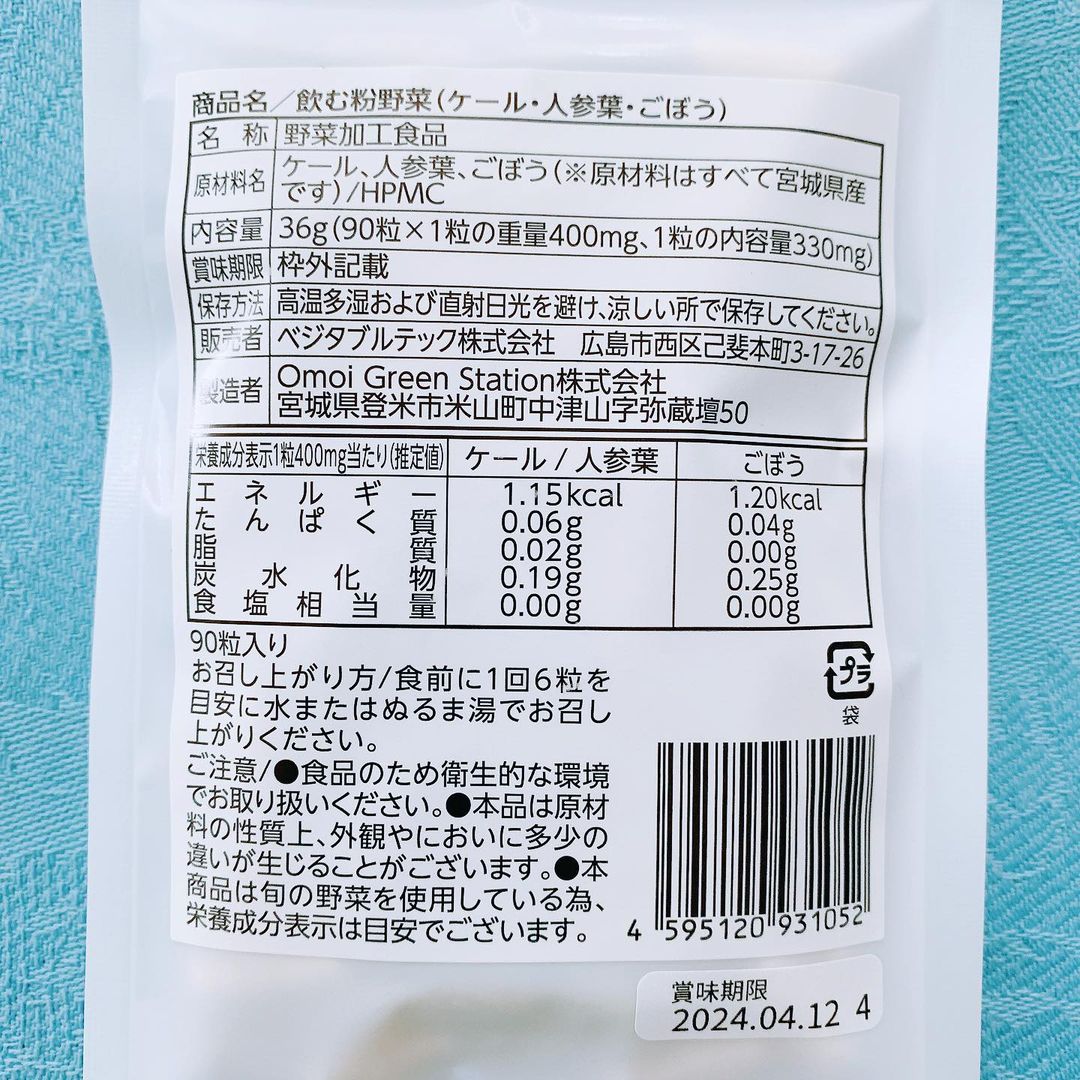 商品名/飲む粉野菜(ケール・人参葉・ごぼう)
名 称 野菜加工食品
原材料名 ケール、人参葉、ごぼう(※原材料はすべて宮城県産
です)/HPMC
内容量 36g(90粒×1粒の重量400mg、1粒の内容量330mg)
賞味期限 枠外記載
保存方法 高温多湿および直射日光を避け、涼しい所で保存してください。
販売者 ベジタブルテック株式会社 広島市西区己斐本町3-17-26
製造者 Omoi Green Station株式会社
宮城県登米市米山町中津山字弥蔵壇50
栄養成分表示1粒400mg当たり(推定値) ケール/人参葉 ごぼう
エネルギー 1.15kcal 1.20kcal
たんぱく質 0.06g 0.04g
脂質 0.02g 0.00g
炭水化物 0.19g 0.25g
食塩相当量 0.00g 0.00g
90粒入り
お召し上がり方/食前に1回6粒を
目安に水またはぬるま湯でお召し
上がりください。
ご注意/●食品のため衛生的な環境
でお取り扱いください。●本品は原材
料の性質上、外観やにおいに多少の
違いが生じることがございます。●本
商品は旬の野菜を使用している為、
栄養成分表示は目安でございます。
プラ
袋
4 595120 931052
賞味期限
2024.04.12 4